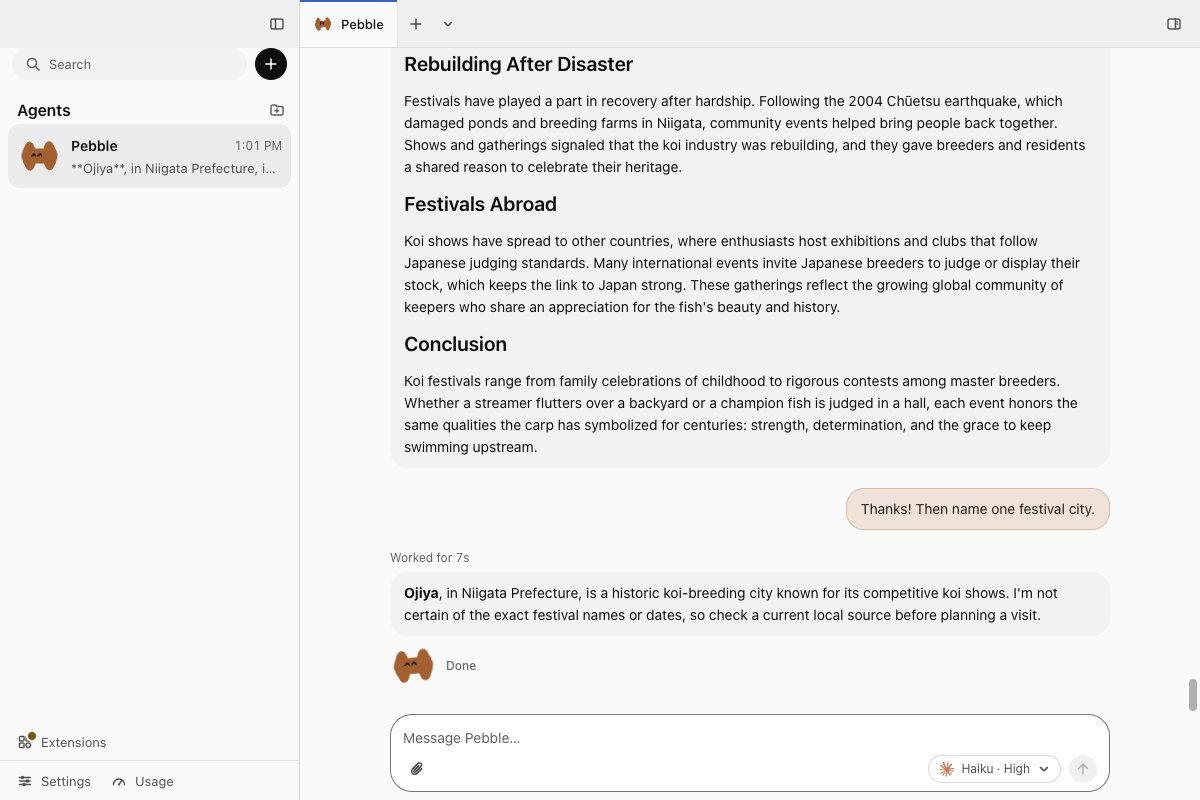 Pebble
Search
Agents
Pebble
1:01 PM
**Ojiya**, in Niigata Prefecture, i...
Extensions
Settings
Usage
Rebuilding After Disaster
Festivals have played a part in recovery after hardship. Following the 2004 Chūetsu earthquake, which
damaged ponds and breeding farms in Niigata, community events helped bring people back together.
Shows and gatherings signaled that the koi industry was rebuilding, and they gave breeders and residents
a shared reason to celebrate their heritage.
Festivals Abroad
Koi shows have spread to other countries, where enthusiasts host exhibitions and clubs that follow
Japanese judging standards. Many international events invite Japanese breeders to judge or display their
stock, which keeps the link to Japan strong. These gatherings reflect the growing global community of
keepers who share an appreciation for the fish's beauty and history.
Conclusion
Koi festivals range from family celebrations of childhood to rigorous contests among master breeders.
Whether a streamer flutters over a backyard or a champion fish is judged in a hall, each event honors the
same qualities the carp has symbolized for centuries: strength, determination, and the grace to keep
swimming upstream.
Thanks! Then name one festival city.
Worked for 7s
Ojiya, in Niigata Prefecture, is a historic koi-breeding city known for its competitive koi shows. I'm not
certain of the exact festival names or dates, so check a current local source before planning a visit.
Done
Message Pebble...
Haiku · High